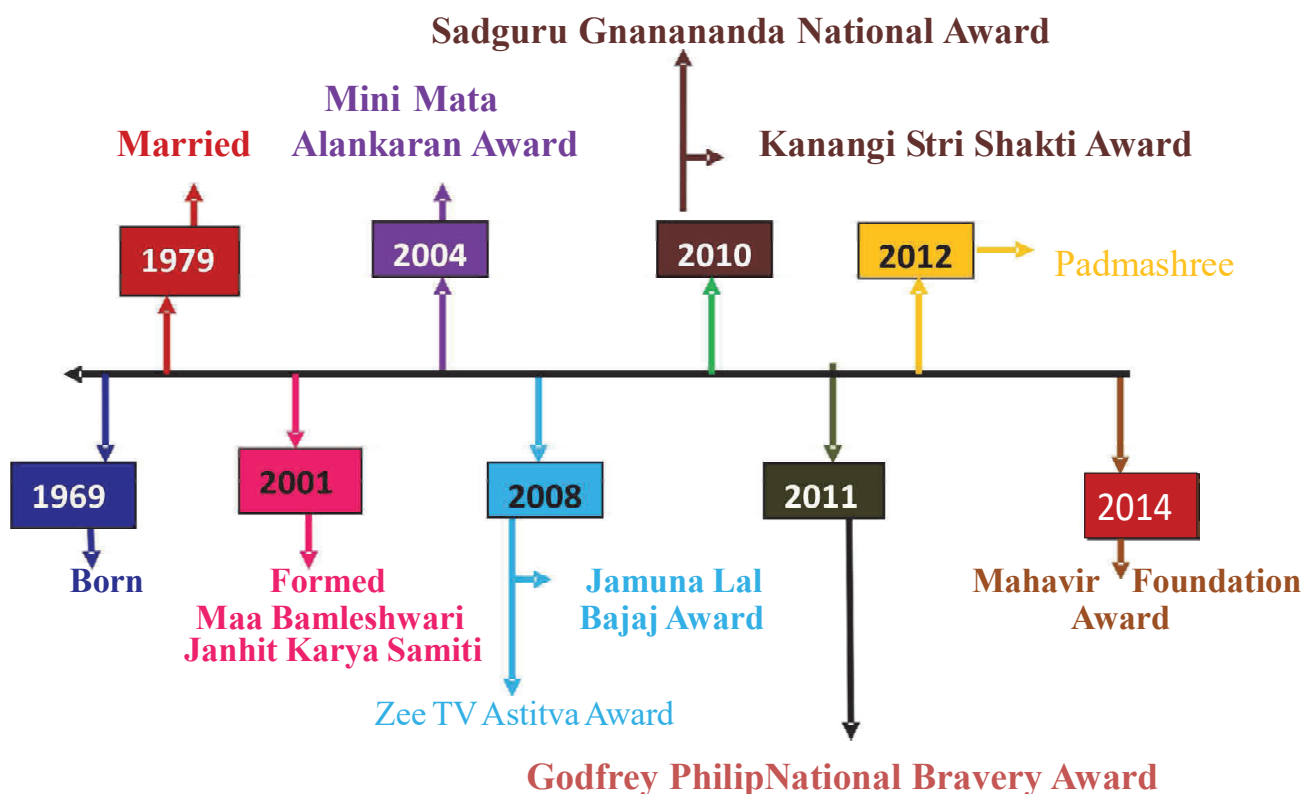 Sadguru Gnanananda National Award
Mini Mata
Married
Alankaran Award
Kanangi Stri Shakti Award
1979
2004
2010
2012
Padmashree
1969
2001
2008
2011
2014
Born
Formed
Maa Bamleshwari
Janhit Karya Samiti
Jamuna Lal
Bajaj Award
Mahavir Foundation
Award
Zee TV Astitva Award
Godfrey PhilipNational Bravery Award